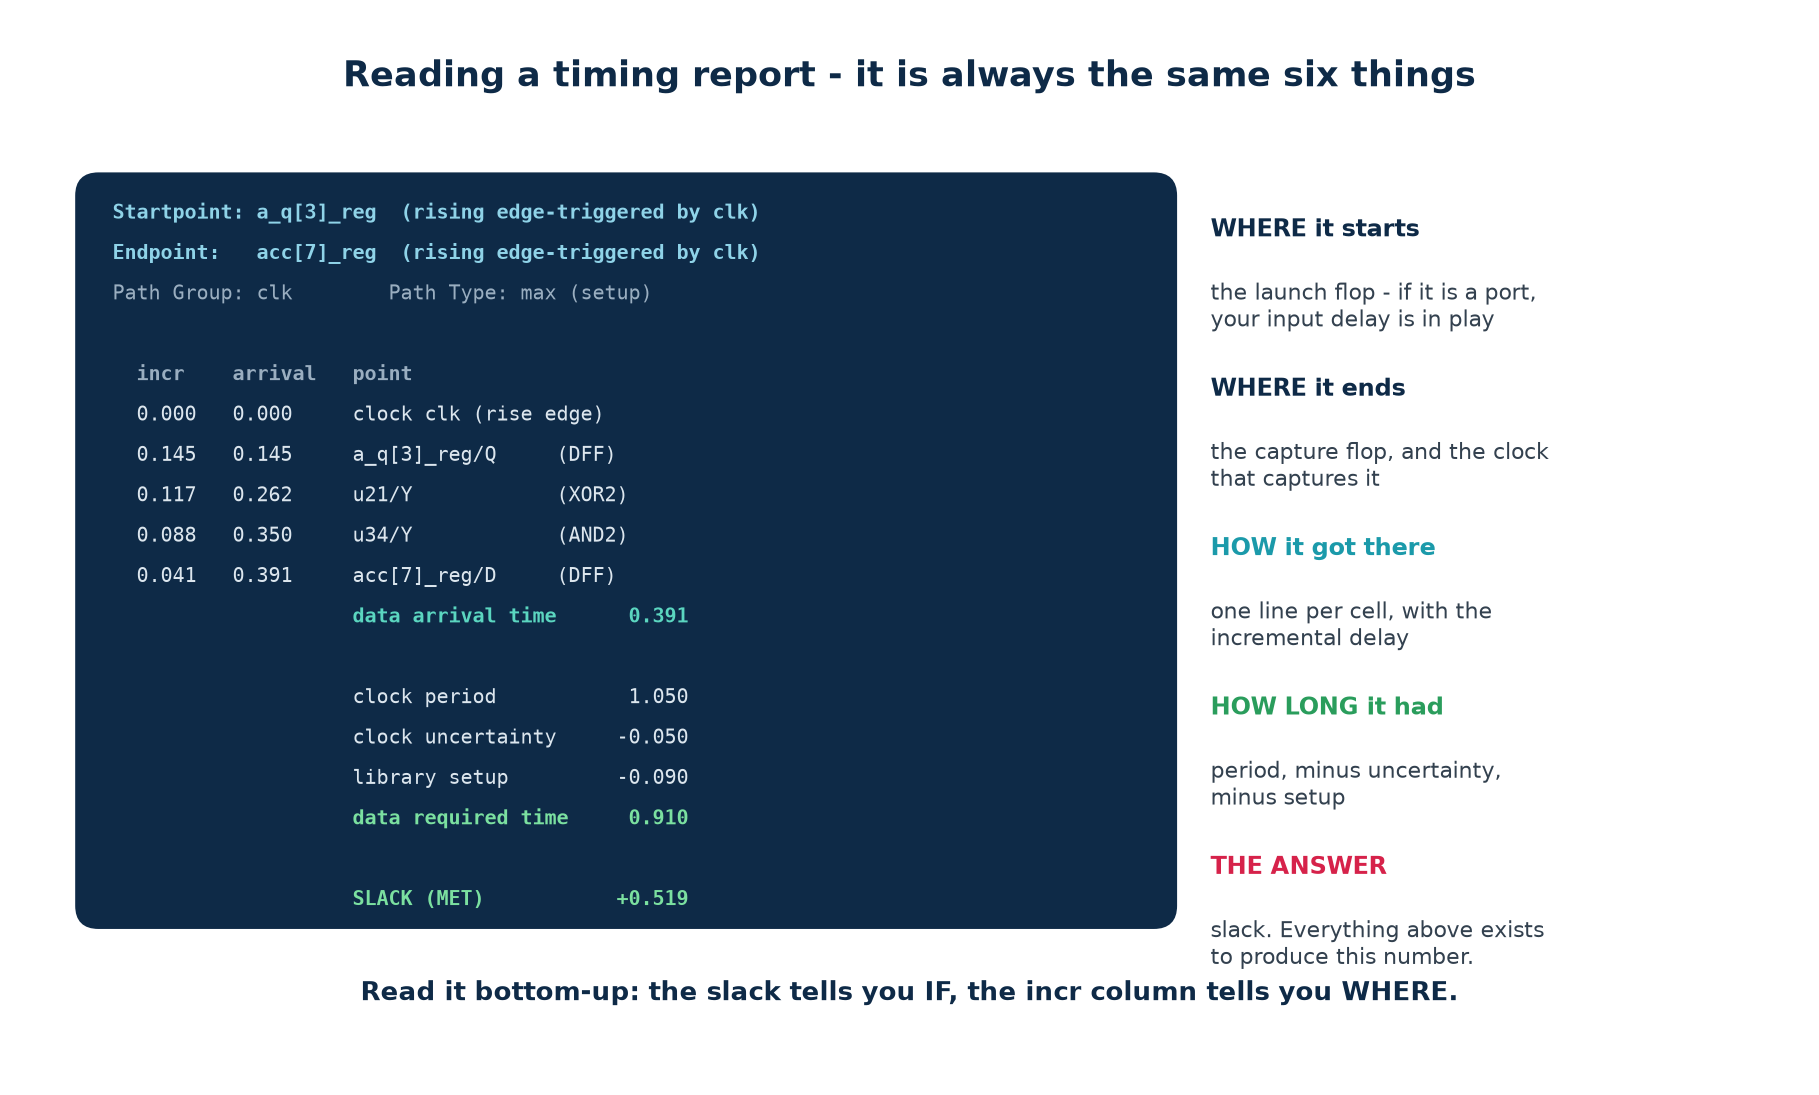 Reading a timing report - it is always the same six things
Startpoint: a_q[3]_reg  (rising edge-triggered by clk)
Endpoint:   acc[7]_reg  (rising edge-triggered by clk)
Path Group: clk        Path Type: max (setup)
incr    arrival   point
0.000   0.000     clock clk (rise edge)
0.145   0.145     a_q[3]_reg/Q     (DFF)
0.117   0.262     u21/Y            (XOR2)
0.088   0.350     u34/Y            (AND2)
0.041   0.391     acc[7]_reg/D     (DFF)
data arrival time      0.391
clock period           1.050
clock uncertainty     -0.050
library setup         -0.090
data required time     0.910
SLACK (MET)           +0.519
WHERE it starts
the launch flop - if it is a port,
your input delay is in play
WHERE it ends
the capture flop, and the clock
that captures it
HOW it got there
one line per cell, with the
incremental delay
HOW LONG it had
period, minus uncertainty,
minus setup
THE ANSWER
slack. Everything above exists
to produce this number.
Read it bottom-up: the slack tells you IF, the incr column tells you WHERE.